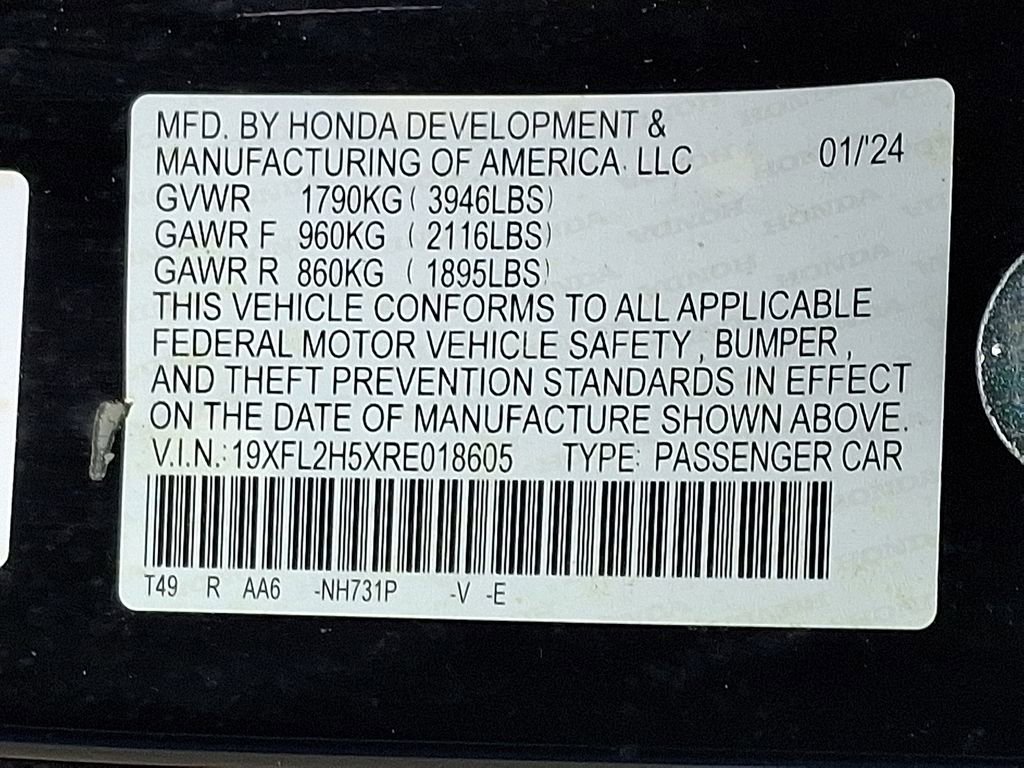 MFD. BY HONDA DEVELOPMENT &
MANUFACTURING OF AMERICA, LLC 01/'24
GVWR 1790KG ( 3946LBS)
GAWR F 960KG ( 2116LBS)
GAWR R 860KG ( 1895LBS)
THIS VEHICLE CONFORMS TO ALL APPLICABLE
FEDERAL MOTOR VEHICLE SAFETY, BUMPER,
AND THEFT PREVENTION STANDARDS IN EFFECT
ON THE DATE OF MANUFACTURE SHOWN ABOVE.
V.I.N.: 19XFL2H5XRE018605 TYPE: PASSENGER CAR
T49 R AA6 -NH731P -V -E